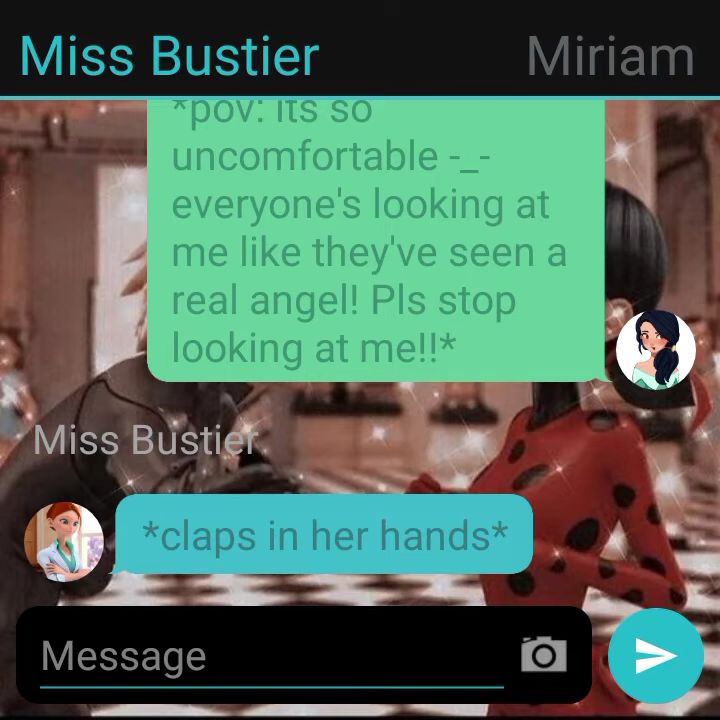 Miss Bustier Miriam
*pov: its so
uncomfortable -_-
everyone's looking at
me like they've seen a
real angel! Pls stop
looking at me!!*
Miss Bustier
*claps in her hands*
Message